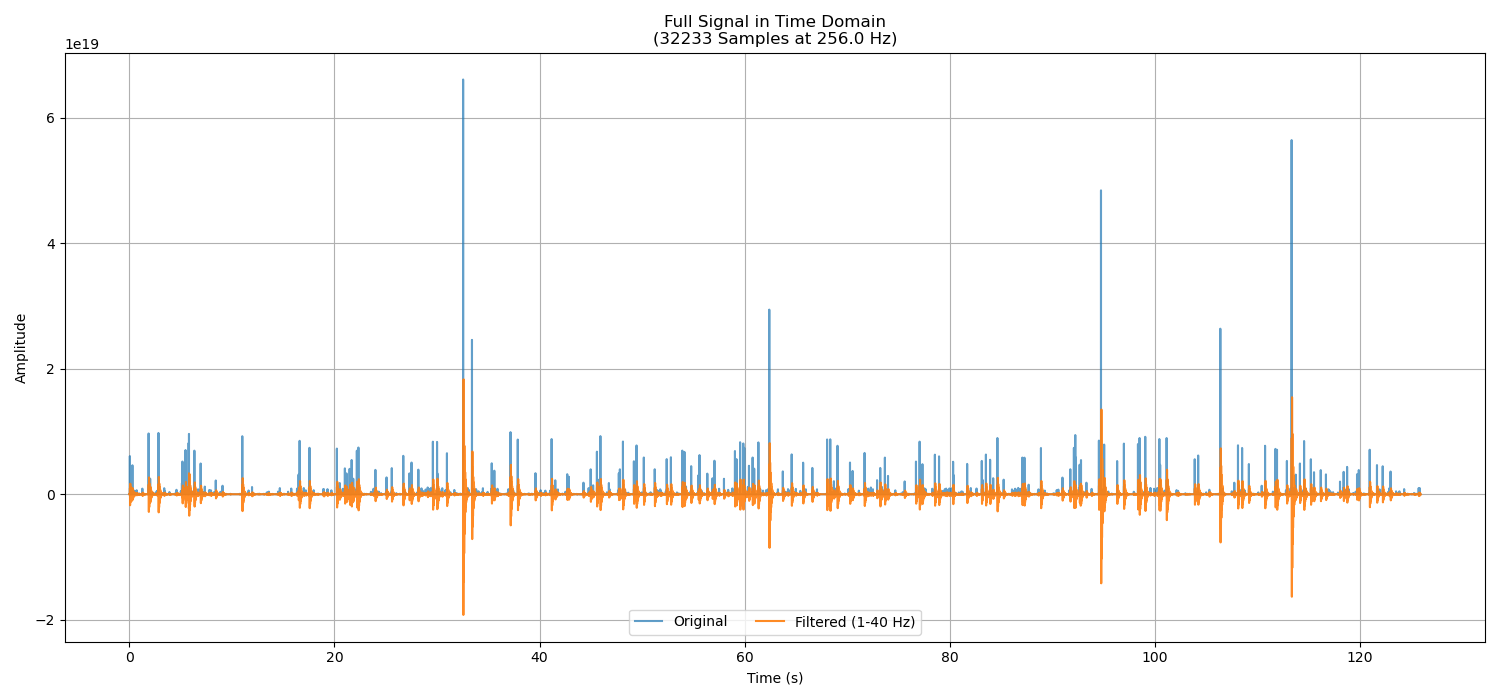 Full Signal in Time Domain
(32233 Samples at 256.0 Hz)
1e19
6
4
2
0
−2
Amplitude
0 20 40 60 80 100 120
Time (s)
Original
Filtered (1-40 Hz)